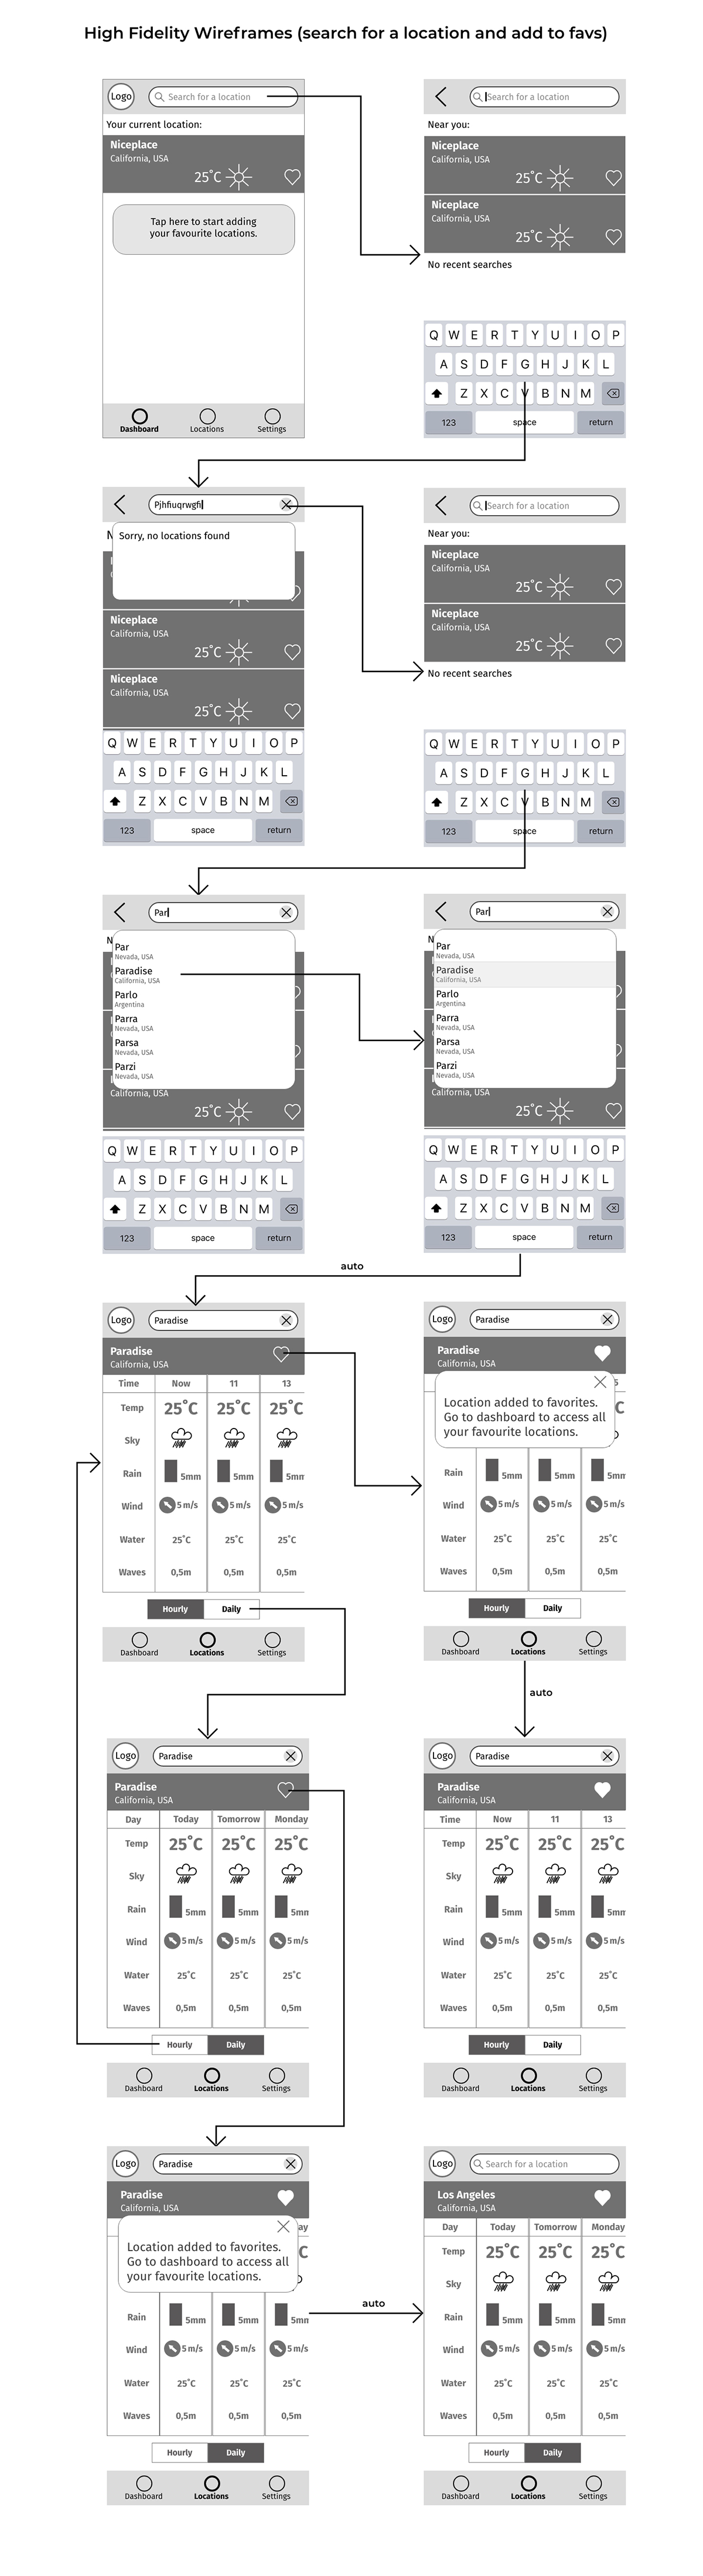 High Fidelity Wireframes (search for a location and add to favs)
Logo
Search for a location
Your current location:
Niceplace
California, USA
25°C
Tap here to start adding
your favourite locations.
Dashboard Locations Settings
Search for a location
Near you:
Niceplace
California, USA
25°C
Niceplace
California, USA
25°C
No recent searches
Q W E R T Y U I O P
A S D F G H J K L
Z X C V B N M
123 space return
Pjhfiuqrwgfil
N
Sorry, no locations found
Niceplace
California, USA
25°C
Niceplace
California, USA
25°C
Q W E R T Y U I O P
A S D F G H J K L
Z X C V B N M
123 space return
Search for a location
Near you:
Niceplace
California, USA
25°C
Niceplace
California, USA
25°C
No recent searches
Q W E R T Y U I O P
A S D F G H J K L
Z X C V B N M
123 space return
Par
N
Par
Nevada, USA
Paradise
California, USA
Parlo
Argentina
Parra
Nevada, USA
Parsa
Nevada, USA
Parzi
Nevada, USA
California, USA
25°C
Q W E R T Y U I O P
A S D F G H J K L
Z X C V B N M
123 space return
Par
N
Par
Nevada, USA
Paradise
California, USA
Parlo
Argentina
Parra
Nevada, USA
Parsa
Nevada, USA
Parzi
Nevada, USA
California, USA
25°C
Q W E R T Y U I O P
A S D F G H J K L
Z X C V B N M
123 space return
auto
Logo
Paradise
Paradise
California, USA
Time Now 11 13
Temp 25°C 25°C 25°C
Sky
Rain 5mm 5mm 5mm
Wind 5 m/s 5 m/s 5 m/s
Water 25°C 25°C 25°C
Waves 0,5m 0,5m 0,5m
Hourly Daily
Dashboard Locations Settings
Logo
Paradise
Paradise
California, USA
Location added to favorites.
Go to dashboard to access all
your favourite locations.
Rain 5mm 5mm 5mm
Wind 5 m/s 5 m/s 5 m/s
Water 25°C 25°C 25°C
Waves 0,5m 0,5m 0,5m
Hourly Daily
Dashboard Locations Settings
auto
Logo
Paradise
Paradise
California, USA
Day Today Tomorrow Monday
Temp 25°C 25°C 25°C
Sky
Rain 5mm 5mm 5mm
Wind 5 m/s 5 m/s 5 m/s
Water 25°C 25°C 25°C
Waves 0,5m 0,5m 0,5m
Hourly Daily
Dashboard Locations Settings
Logo
Paradise
Paradise
California, USA
Time Now 11 13
Temp 25°C 25°C 25°C
Sky
Rain 5mm 5mm 5mm
Wind 5 m/s 5 m/s 5 m/s
Water 25°C 25°C 25°C
Waves 0,5m 0,5m 0,5m
Hourly Daily
Dashboard Locations Settings
Logo
Paradise
Paradise
California, USA
ay
Location added to favorites.
Go to dashboard to access all
your favourite locations.
Rain 5mm 5mm 5mm
Wind 5 m/s 5 m/s 5 m/s
Water 25°C 25°C 25°C
Waves 0,5m 0,5m 0,5m
Hourly Daily
Dashboard Locations Settings
auto
Logo
Search for a location
Los Angeles
California, USA
Day Today Tomorrow Monday
Temp 25°C 25°C 25°C
Sky
Rain 5mm 5mm 5mm
Wind 5 m/s 5 m/s 5 m/s
Water 25°C 25°C 25°C
Waves 0,5m 0,5m 0,5m
Hourly Daily
Dashboard Locations Settings